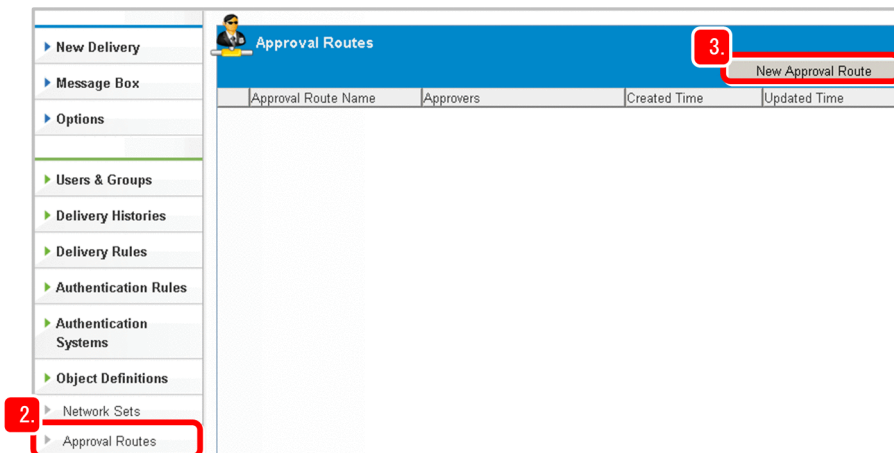 New Delivery
Message Box
Options
Users & Groups
Delivery Histories
Delivery Rules
Authentication Rules
Authentication
Systems
Object Definitions
2.
Network Sets
Approval Routes
Approval Routes
3.
New Approval Route
Approval Route Name Approvers Created Time Updated Time